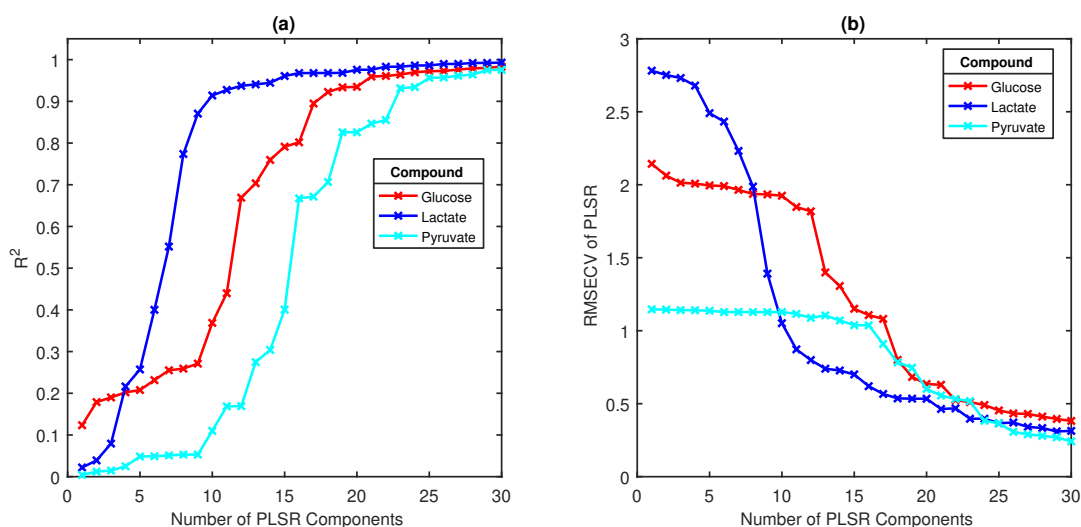 (a)
R²
1
0.9
0.8
0.7
0.6
0.5
0.4
0.3
0.2
0.1
0
Compound
Glucose
Lactate
Pyruvate
0 5 10 15 20 25 30
Number of PLSR Components
(b)
RMSECV of PLSR
3
2.5
2
1.5
1
0.5
0
Compound
Glucose
Lactate
Pyruvate
0 5 10 15 20 25 30
Number of PLSR Components